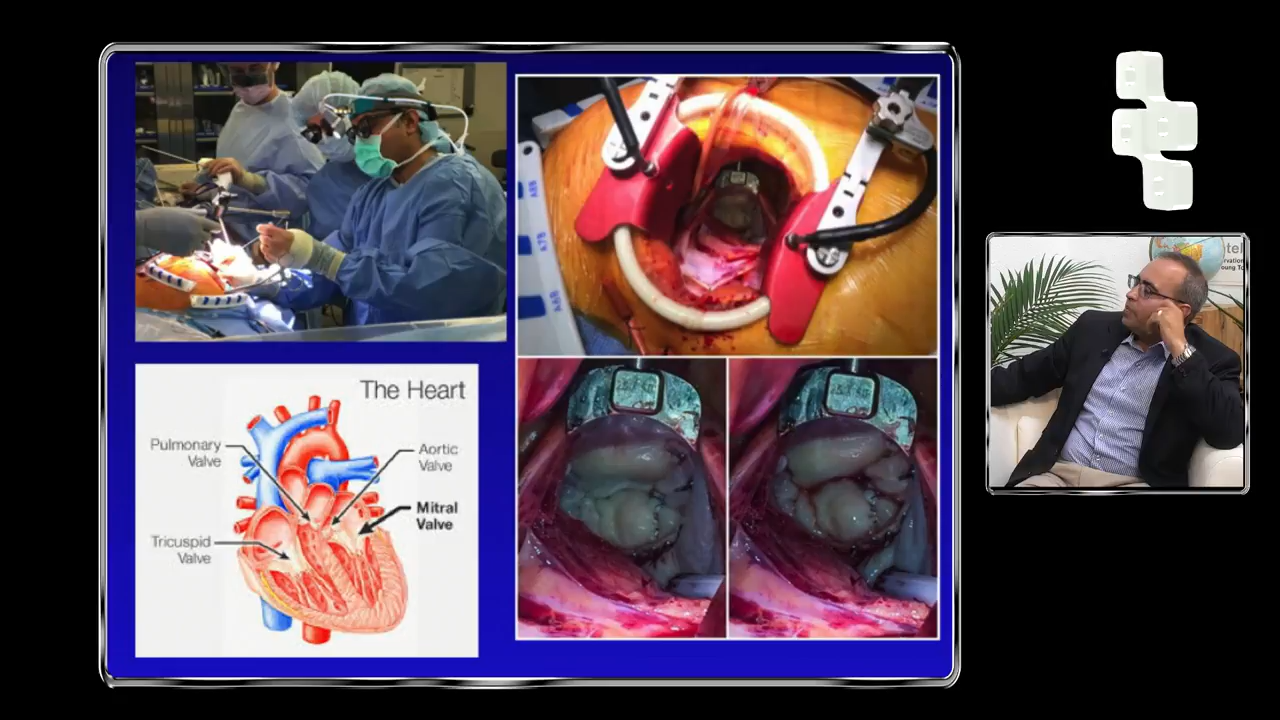 The Heart
Pulmonary
Valve
Aortic
Valve
Mitral
Valve
Tricuspid
Valve